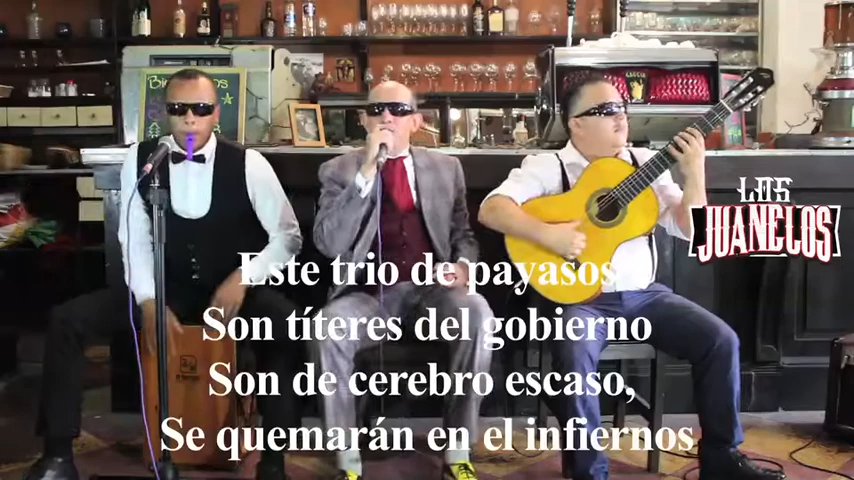 LOS
JUANELOS
Este trio de payasos
Son títeres del gobierno
Son de cerebro escaso,
Se quemarán en el infiernos